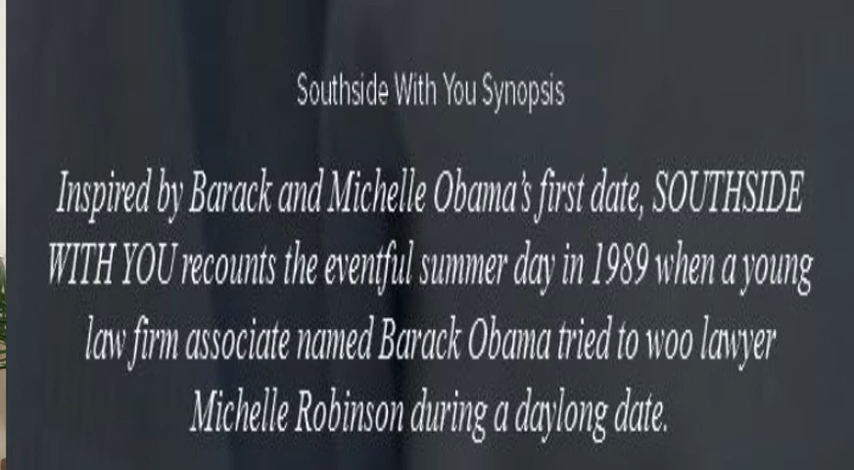 Southside With You Synopsis
Inspired by Barack and Michelle Obama's first date, SOUTHSIDE
WITH YOU recounts the eventful summer day in 1989 when a young
law firm associate named Barack Obama tried to woo lawyer
Michelle Robinson during a daylong date.